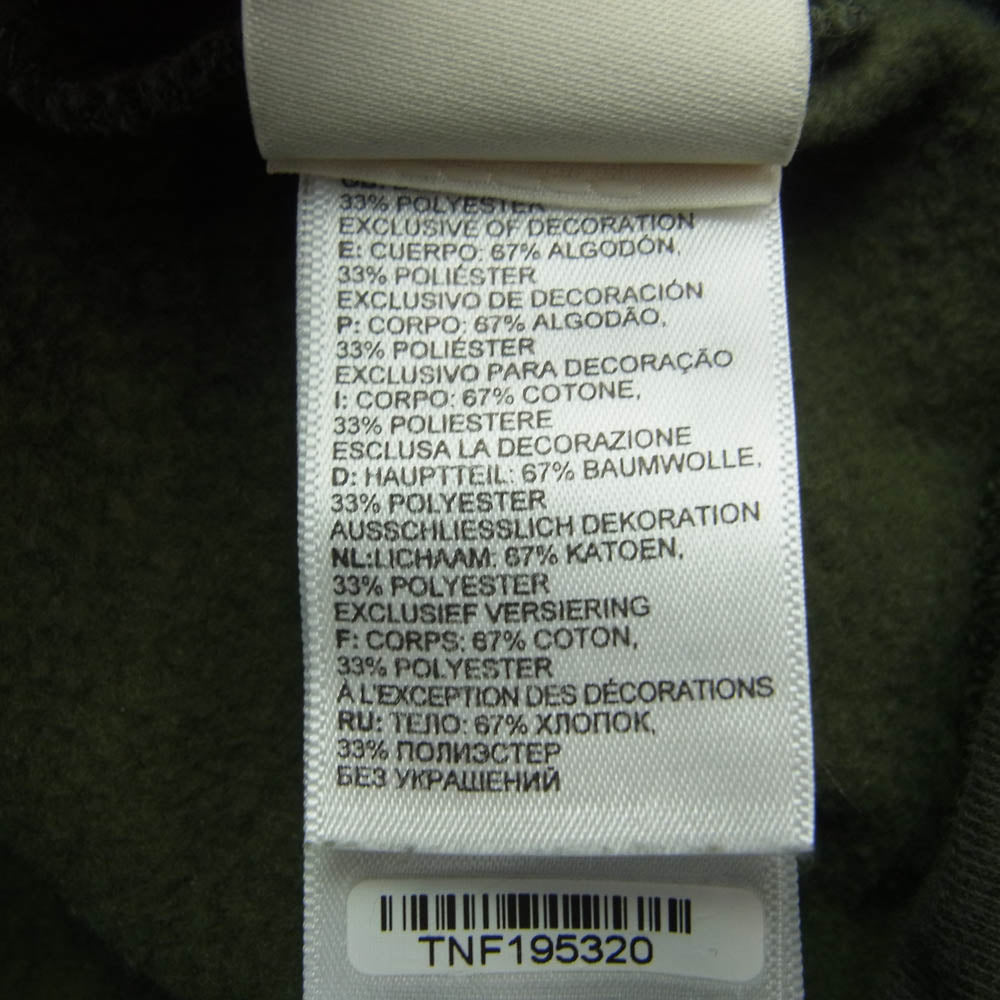 33% POLYESTER
EXCLUSIVE OF DECORATION
E: CUERPO: 67% ALGODÓN,
33% POLIÉSTER
EXCLUSIVO DE DECORACIÓN
P: CORPO: 67% ALGODÃO,
33% POLIÉSTER
EXCLUSIVO PARA DECORAÇÃO
I: CORPO: 67% COTONE,
33% POLIESTERE
ESCLUSA LA DECORAZIONE
D: HAUPTTEIL: 67% BAUMWOLLE,
33% POLYESTER
AUSSCHLIESSLICH DEKORATION
NL:LICHAAM: 67% KATOEN,
33% POLYESTER
EXCLUSIEF VERSIERING
F: CORPS: 67% COTON,
33% POLYESTER
À L'EXCEPTION DES DÉCORATIONS
RU: ТЕЛО: 67% ХЛОПОК,
33% ПОЛИЭСТЕР
БЕЗ УКРАШЕНИЙ
TNF195320